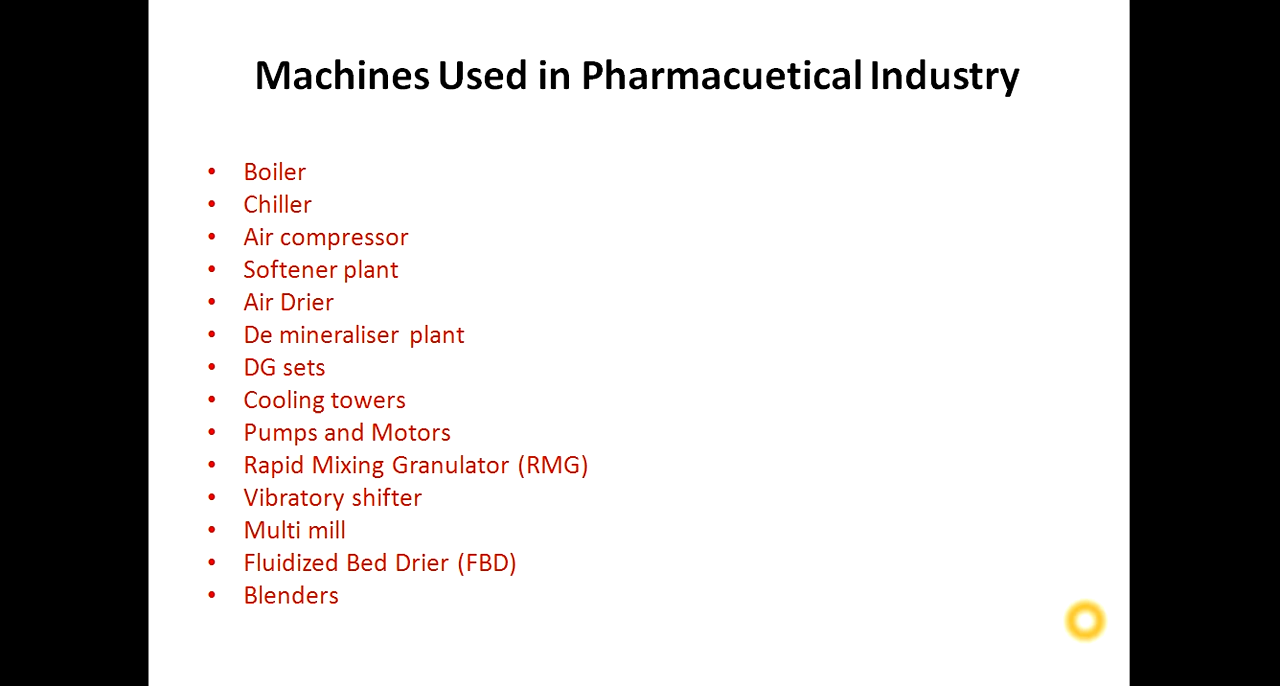 Machines Used in Pharmacuetical Industry
• Boiler
• Chiller
• Air compressor
• Softener plant
• Air Drier
• De mineraliser plant
• DG sets
• Cooling towers
• Pumps and Motors
• Rapid Mixing Granulator (RMG)
• Vibratory shifter
• Multi mill
• Fluidized Bed Drier (FBD)
• Blenders